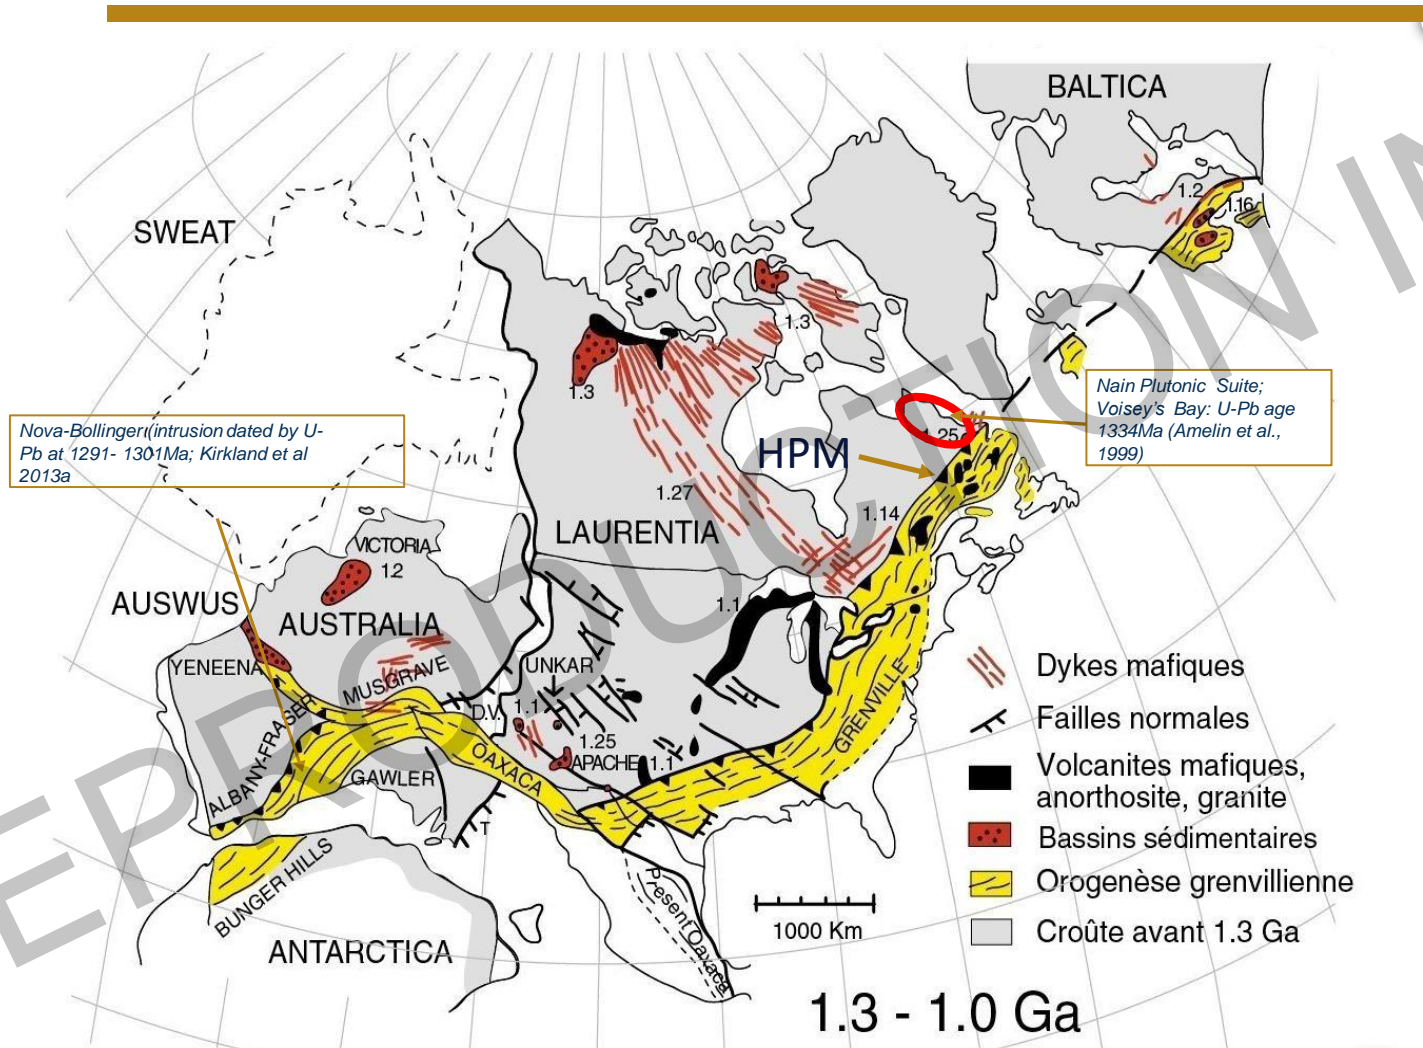 BALTICA
1.2
1.16
SWEAT
1.3
1.3
Nain Plutonic Suite;
Voisey's Bay: U-Pb age
1334Ma (Amelin et al.,
1999)
1.25
Nova-Bollinger(intrusion dated by U-
Pb at 1291- 1301Ma; Kirkland et al
2013a
HPM
1.27
1.14
LAURENTIA
VICTORIA
1.2
AUSWUS
AUSTRALIA
1.1
YENEENA
MUSGRAVE
UNKAR
Dykes mafiques
D.V.
1.1
ALBANY-FRASER
GRENVILLE
Failles normales
1.25
OAXACA
APACHE
1.1
GAWLER
Volcanites mafiques,
anorthosite, granite
T
Bassins sédimentaires
BUNGER HILLS
Orogenèse grenvillienne
Present Oaxaca
1000 Km
Croûte avant 1.3 Ga
ANTARCTICA
1.3 - 1.0 Ga
EPRODUCTION IN